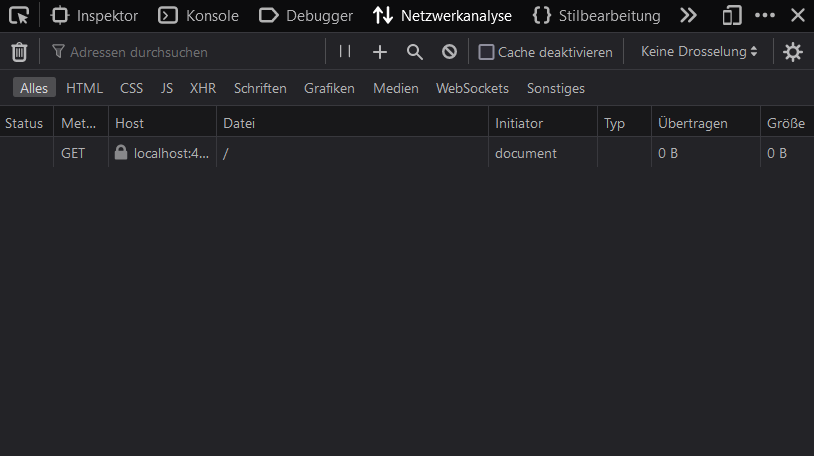 Inspektor Konsole Debugger Netzwerkanalyse Stilbearbeitung
Adressen durchsuchen Cache deaktivieren Keine Drosselung
Alles HTML CSS JS XHR Schriften Grafiken Medien WebSockets Sonstiges
Status Met... Host Datei Initiator Typ Übertragen Größe
GET localhost:4... / document 0 B 0 B